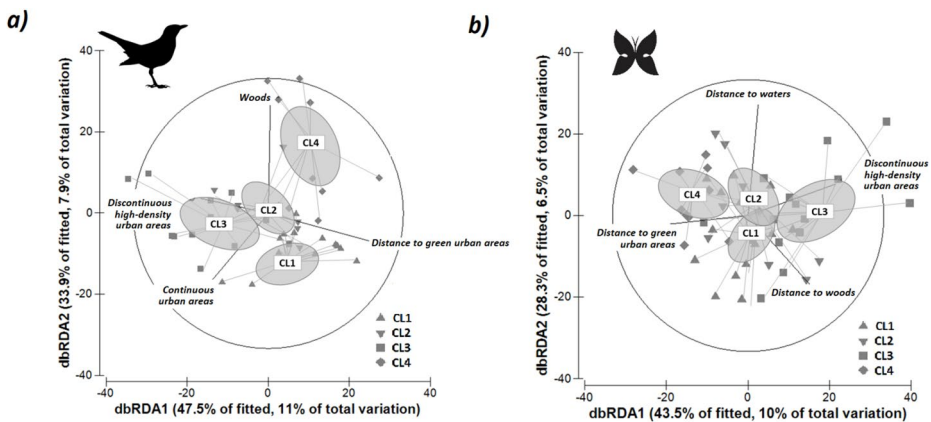 a)
dbRDA2 (33.9% of fitted, 7.9% of total variation)
40
20
0
-20
-40
Woods
CL4
CL2
CL3
CL1
Discontinuous
high-density
urban areas
Distance to green urban areas
Continuous
urban areas
CL1
CL2
CL3
CL4
-40
-20
0
20
40
dbRDA1 (47.5% of fitted, 11% of total variation)
b)
dbRDA2 (28.3% of fitted, 6.5% of total variation)
40
20
0
-20
-40
Distance to waters
Discontinuous
high-density
urban areas
CL4
CL2
CL3
CL1
Distance to green
urban areas
Distance to woods
CL1
CL2
CL3
CL4
-40
-20
0
20
40
dbRDA1 (43.5% of fitted, 10% of total variation)